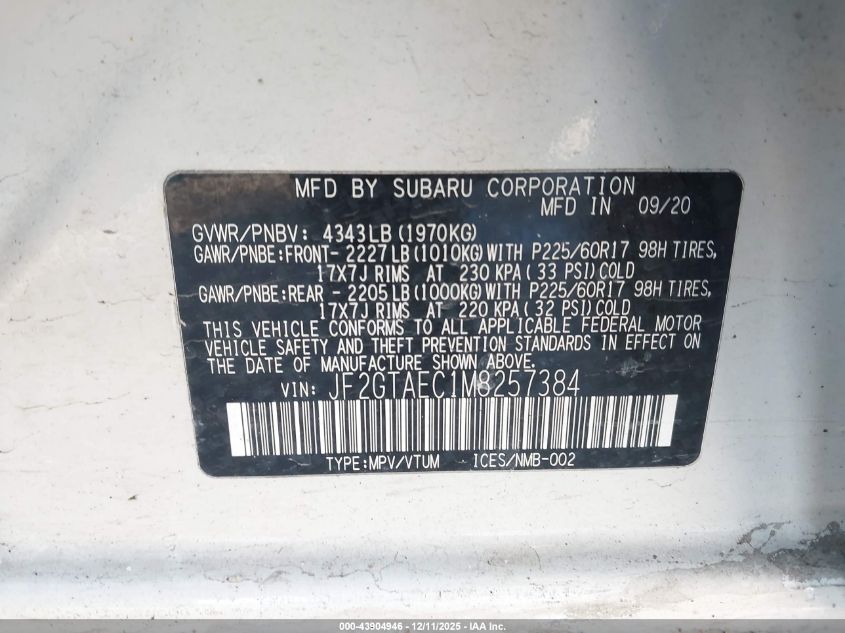 MFD BY SUBARU CORPORATION
MFD IN 09/20
GVWR/PNBV: 4343LB (1970KG)
GAWR/PNBE:FRONT- 2227 LB (1010KG) WITH P225/60R17 98H TIRES,
17X7J RIMS AT 230 KPA ( 33 PSI) COLD
GAWR/PNBE:REAR - 2205 LB (1000KG) WITH P225/60R17 98H TIRES,
17X7J RIMS AT 220 KPA ( 32 PSI) COLD
THIS VEHICLE CONFORMS TO ALL APPLICABLE FEDERAL MOTOR
VEHICLE SAFETY AND THEFT PREVENTION STANDARDS IN EFFECT ON
THE DATE OF MANUFACTURE SHOWN ABOVE.
VIN: JF2GTAEC1M8257384
TYPE:MPV/VTUM ICES/NMB-002
000-43904946 - 12/11/2025 - IAA Inc.